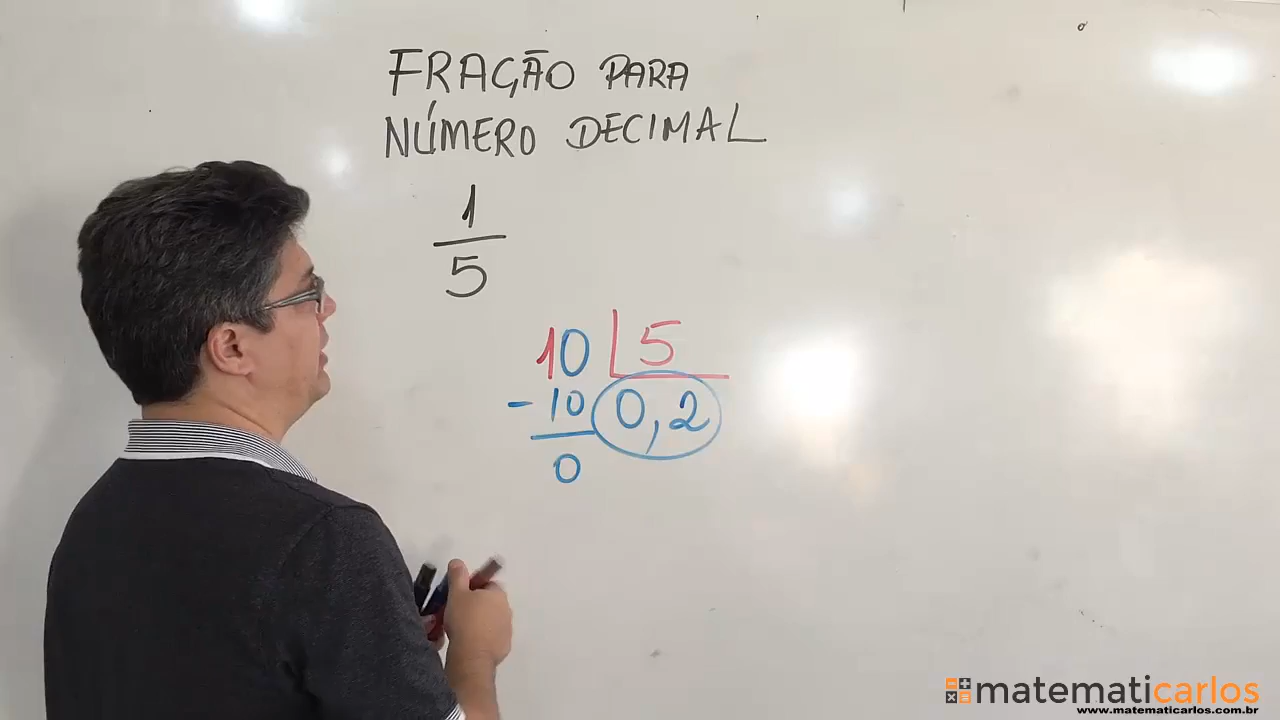 FRAÇÃO PARA
NÚMERO DECIMAL
1
5
10 5
- 10 0,2
0
matematicarlos
www.matematicarlos.com.br